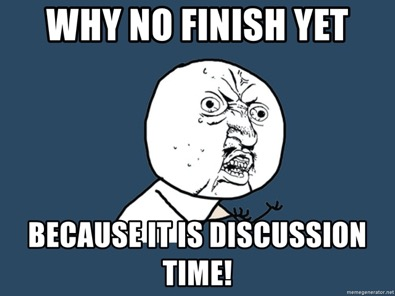 WHY NO FINISH YET
BECAUSE IT IS DISCUSSION
TIME!
memegenerator.net